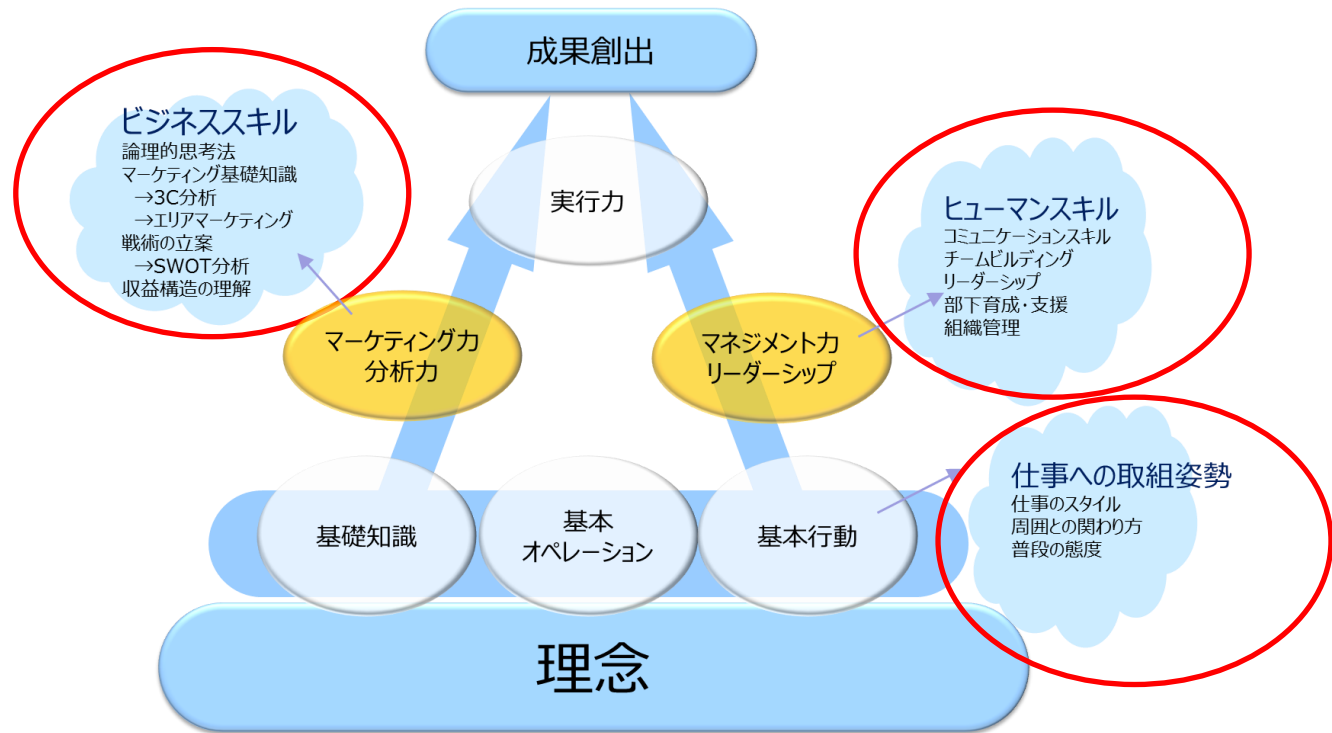 成果創出
ビジネススキル
論理的思考法
マーケティング基礎知識
→3C分析
→エリアマーケティング
戦術の立案
→SWOT分析
収益構造の理解
実行力
ヒューマンスキル
コミュニケーションスキル
チームビルディング
リーダーシップ
部下育成・支援
組織管理
マーケティング力
分析力
マネジメント力
リーダーシップ
仕事への取組姿勢
仕事のスタイル
周囲との関わり方
普段の態度
基礎知識
基本
オペレーション
基本行動
理念